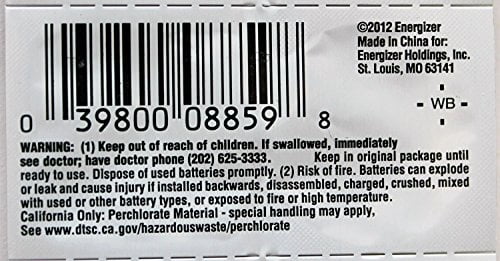 ©2012 Energizer
Made in China for:
Energizer Holdings, Inc.
St. Louis, MO 63141
- WB -
0 39800 08859 8
WARNING: (1) Keep out of reach of children. If swallowed, immediately
see doctor; have doctor phone (202) 625-3333. Keep in original package until
ready to use. Dispose of used batteries promptly. (2) Risk of fire. Batteries can explode
or leak and cause injury if installed backwards, disassembled, charged, crushed, mixed
with used or other battery types, or exposed to fire or high temperature.
California Only: Perchlorate Material - special handling may apply,
See www.dtsc.ca.gov/hazardouswaste/perchlorate